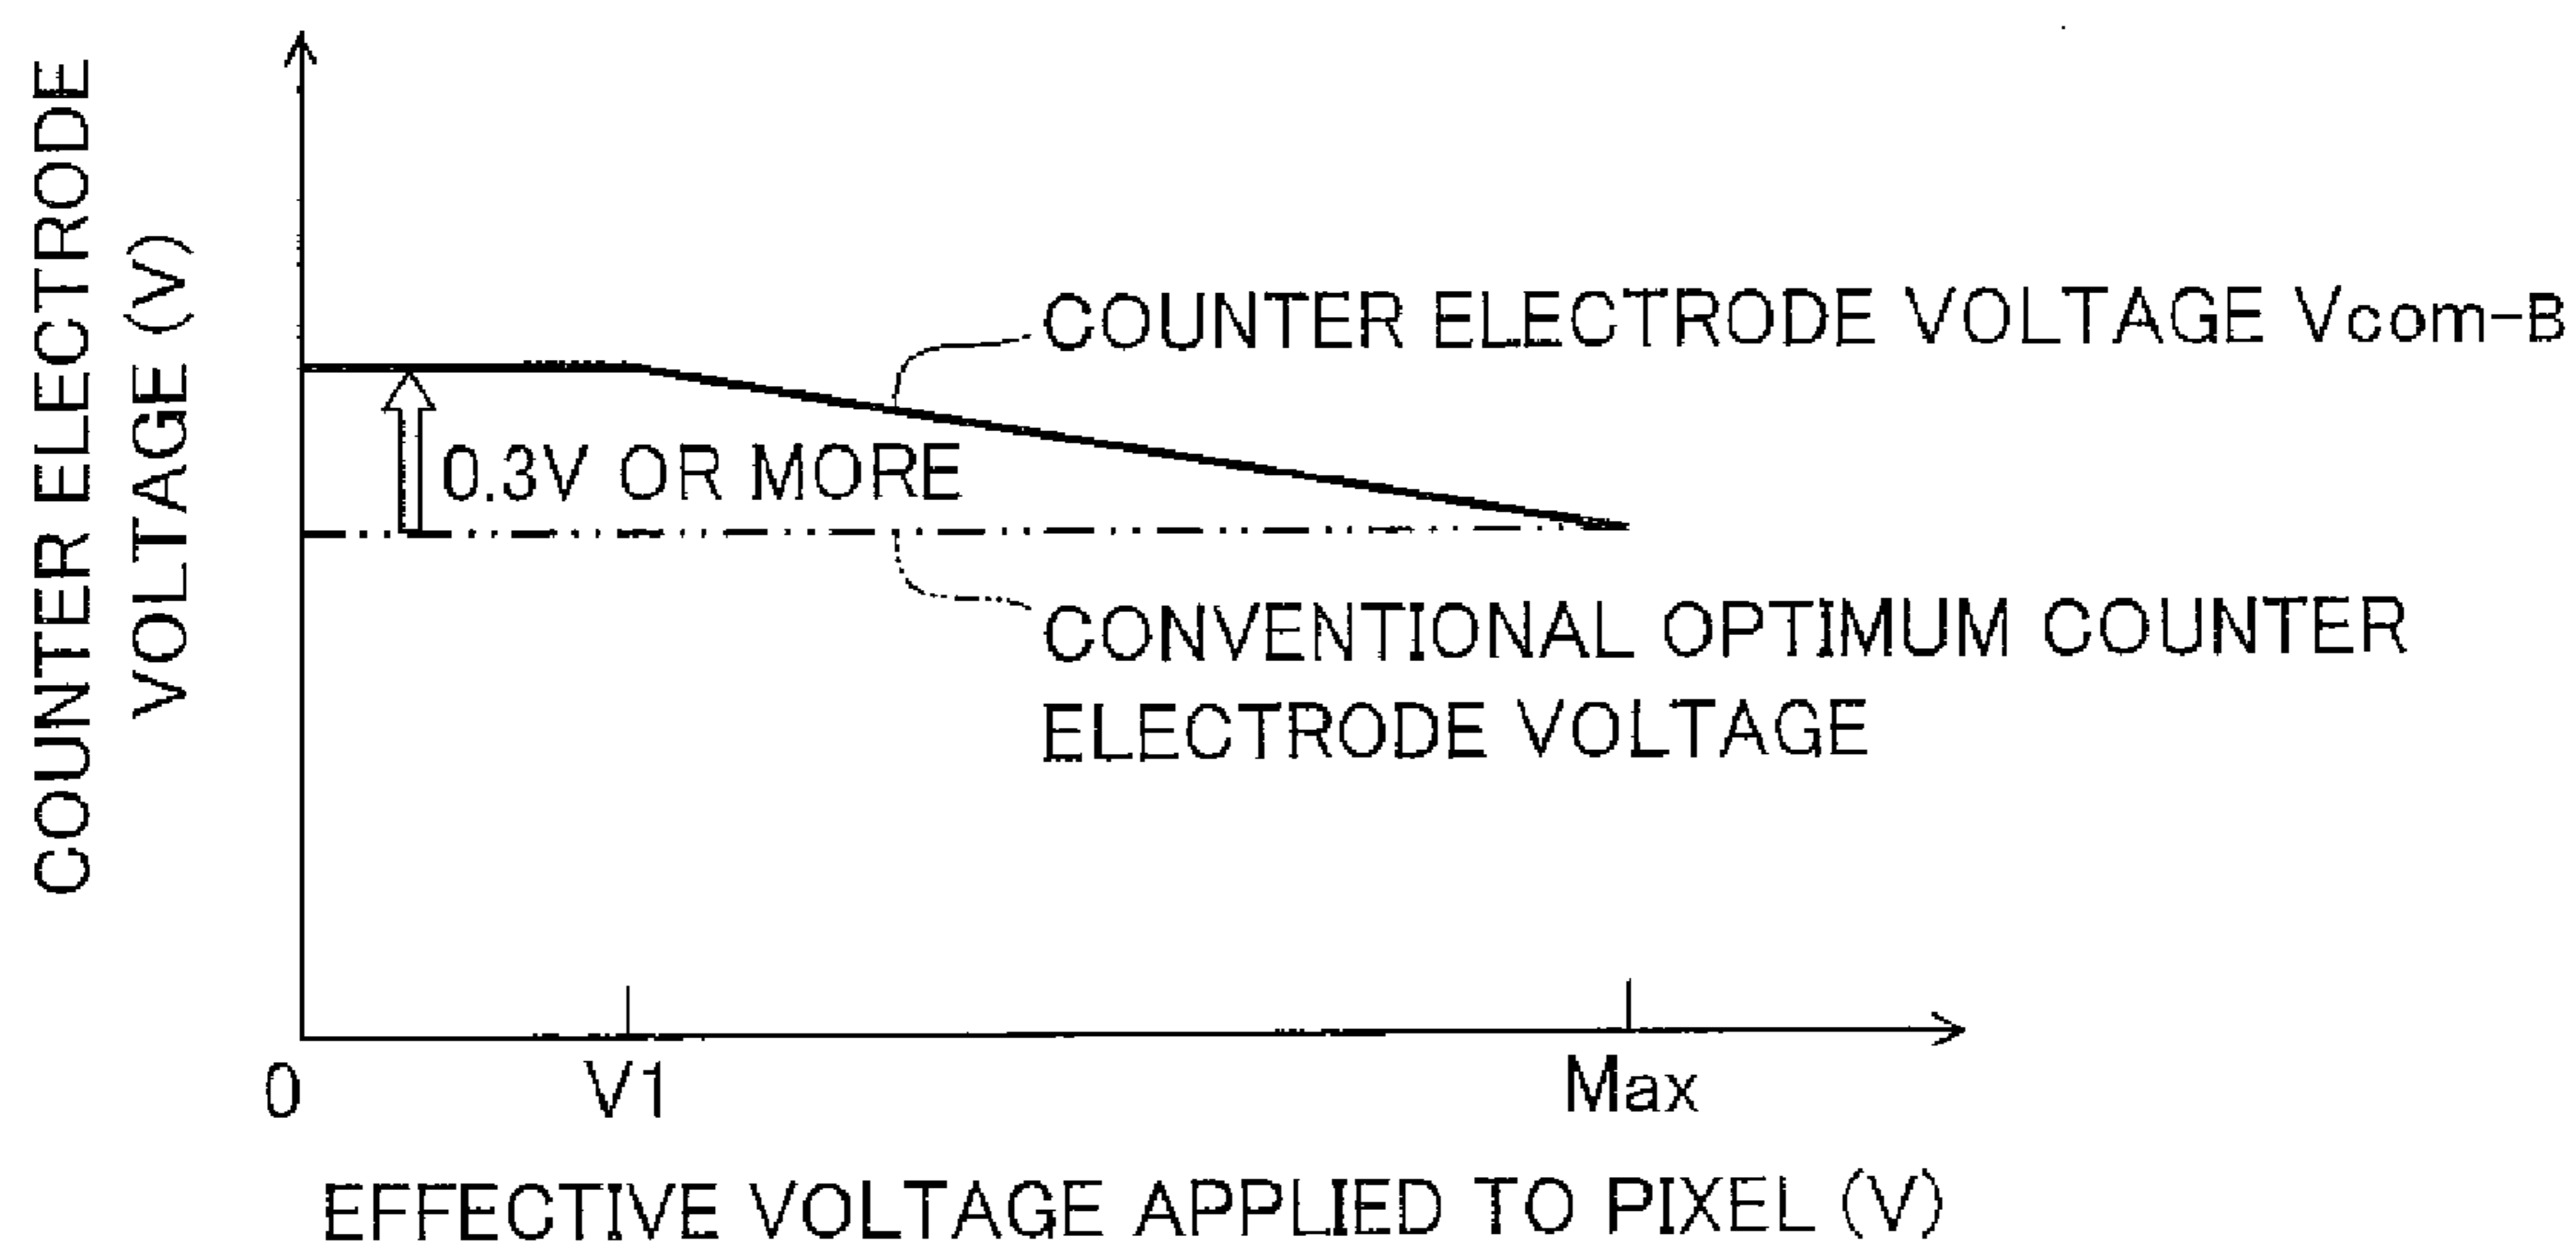 COUNTER ELECTRODE
VOLTAGE (V)
COUNTER ELECTRODE VOLTAGE Vcom-B
0.3V OR MORE
CONVENTIONAL OPTIMUM COUNTER
ELECTRODE VOLTAGE
0
V1
Max
EFFECTIVE VOLTAGE APPLIED TO PIXEL (V)